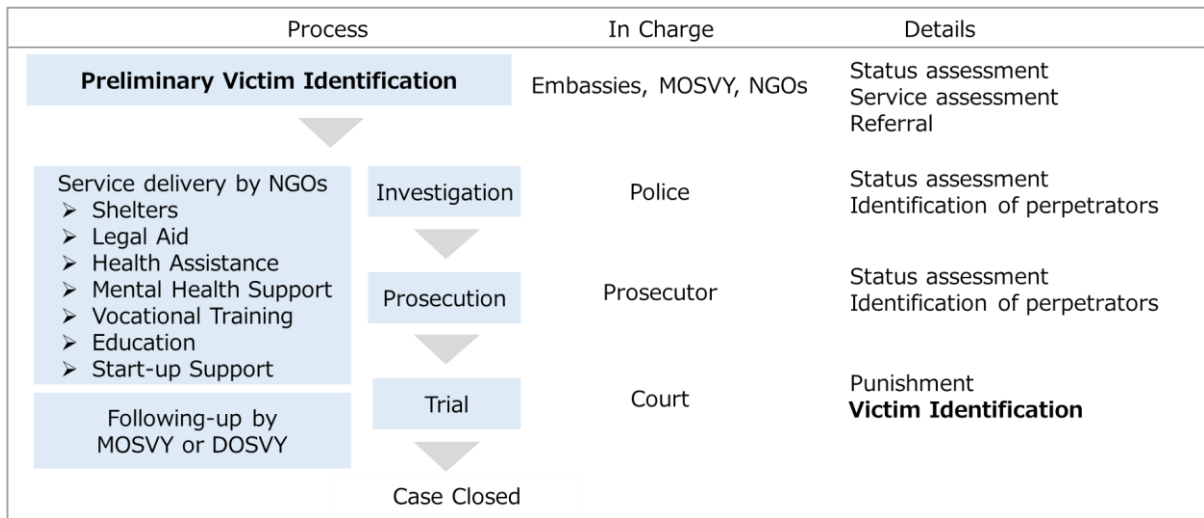 Process In Charge Details
Preliminary Victim Identification
Embassies, MOSVY, NGOs
Status assessment
Service assessment
Referral
Service delivery by NGOs
➢ Shelters
➢ Legal Aid
➢ Health Assistance
➢ Mental Health Support
➢ Vocational Training
➢ Education
➢ Start-up Support
Following-up by
MOSVY or DOSVY
Investigation
Police
Status assessment
Identification of perpetrators
Prosecution
Prosecutor
Status assessment
Identification of perpetrators
Trial
Court
Punishment
Victim Identification
Case Closed